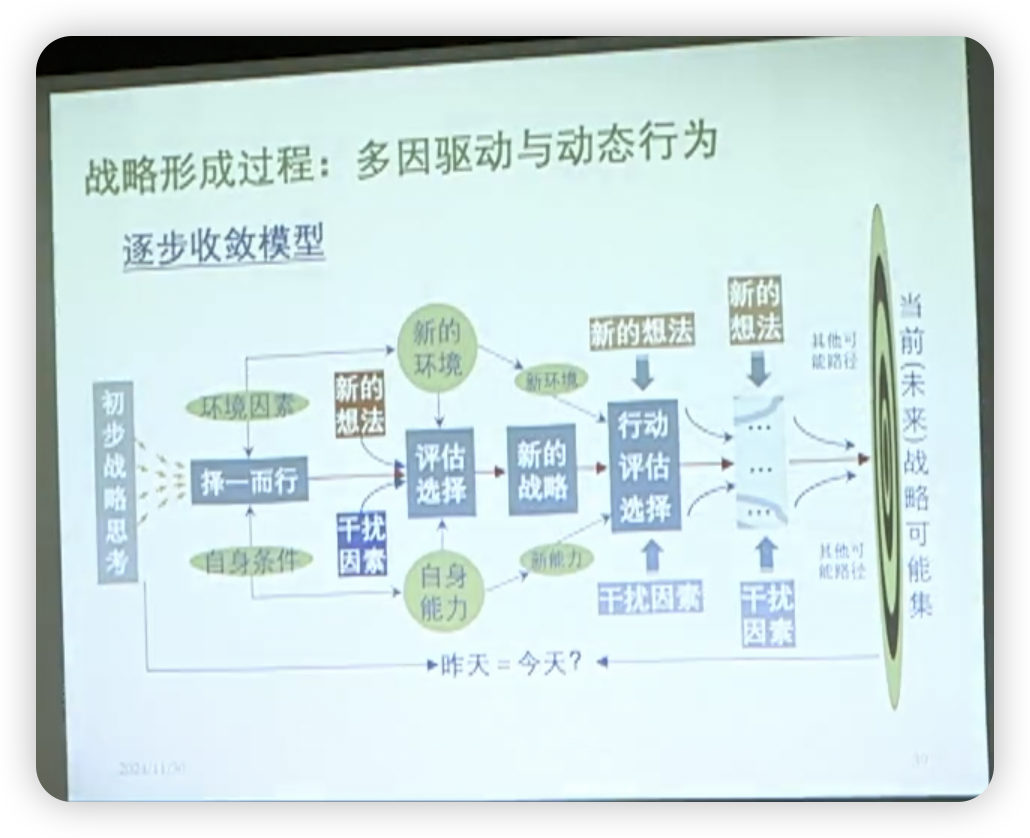 战略形成过程：多因驱动与动态行为
逐步收敛模型
初步战略思考
环境因素
择一而行
自身条件
新的
想法
干扰
因素
新的
环境
评估
选择
自身
能力
新环境
新的
战略
新能力
新的想法
行动
评估
选择
干扰因素
新的
想法
...
...
...
干扰
因素
其他可
能路径
其他可
能路径
当前(未来)战略可能集
昨天=今天?
2021/11/30